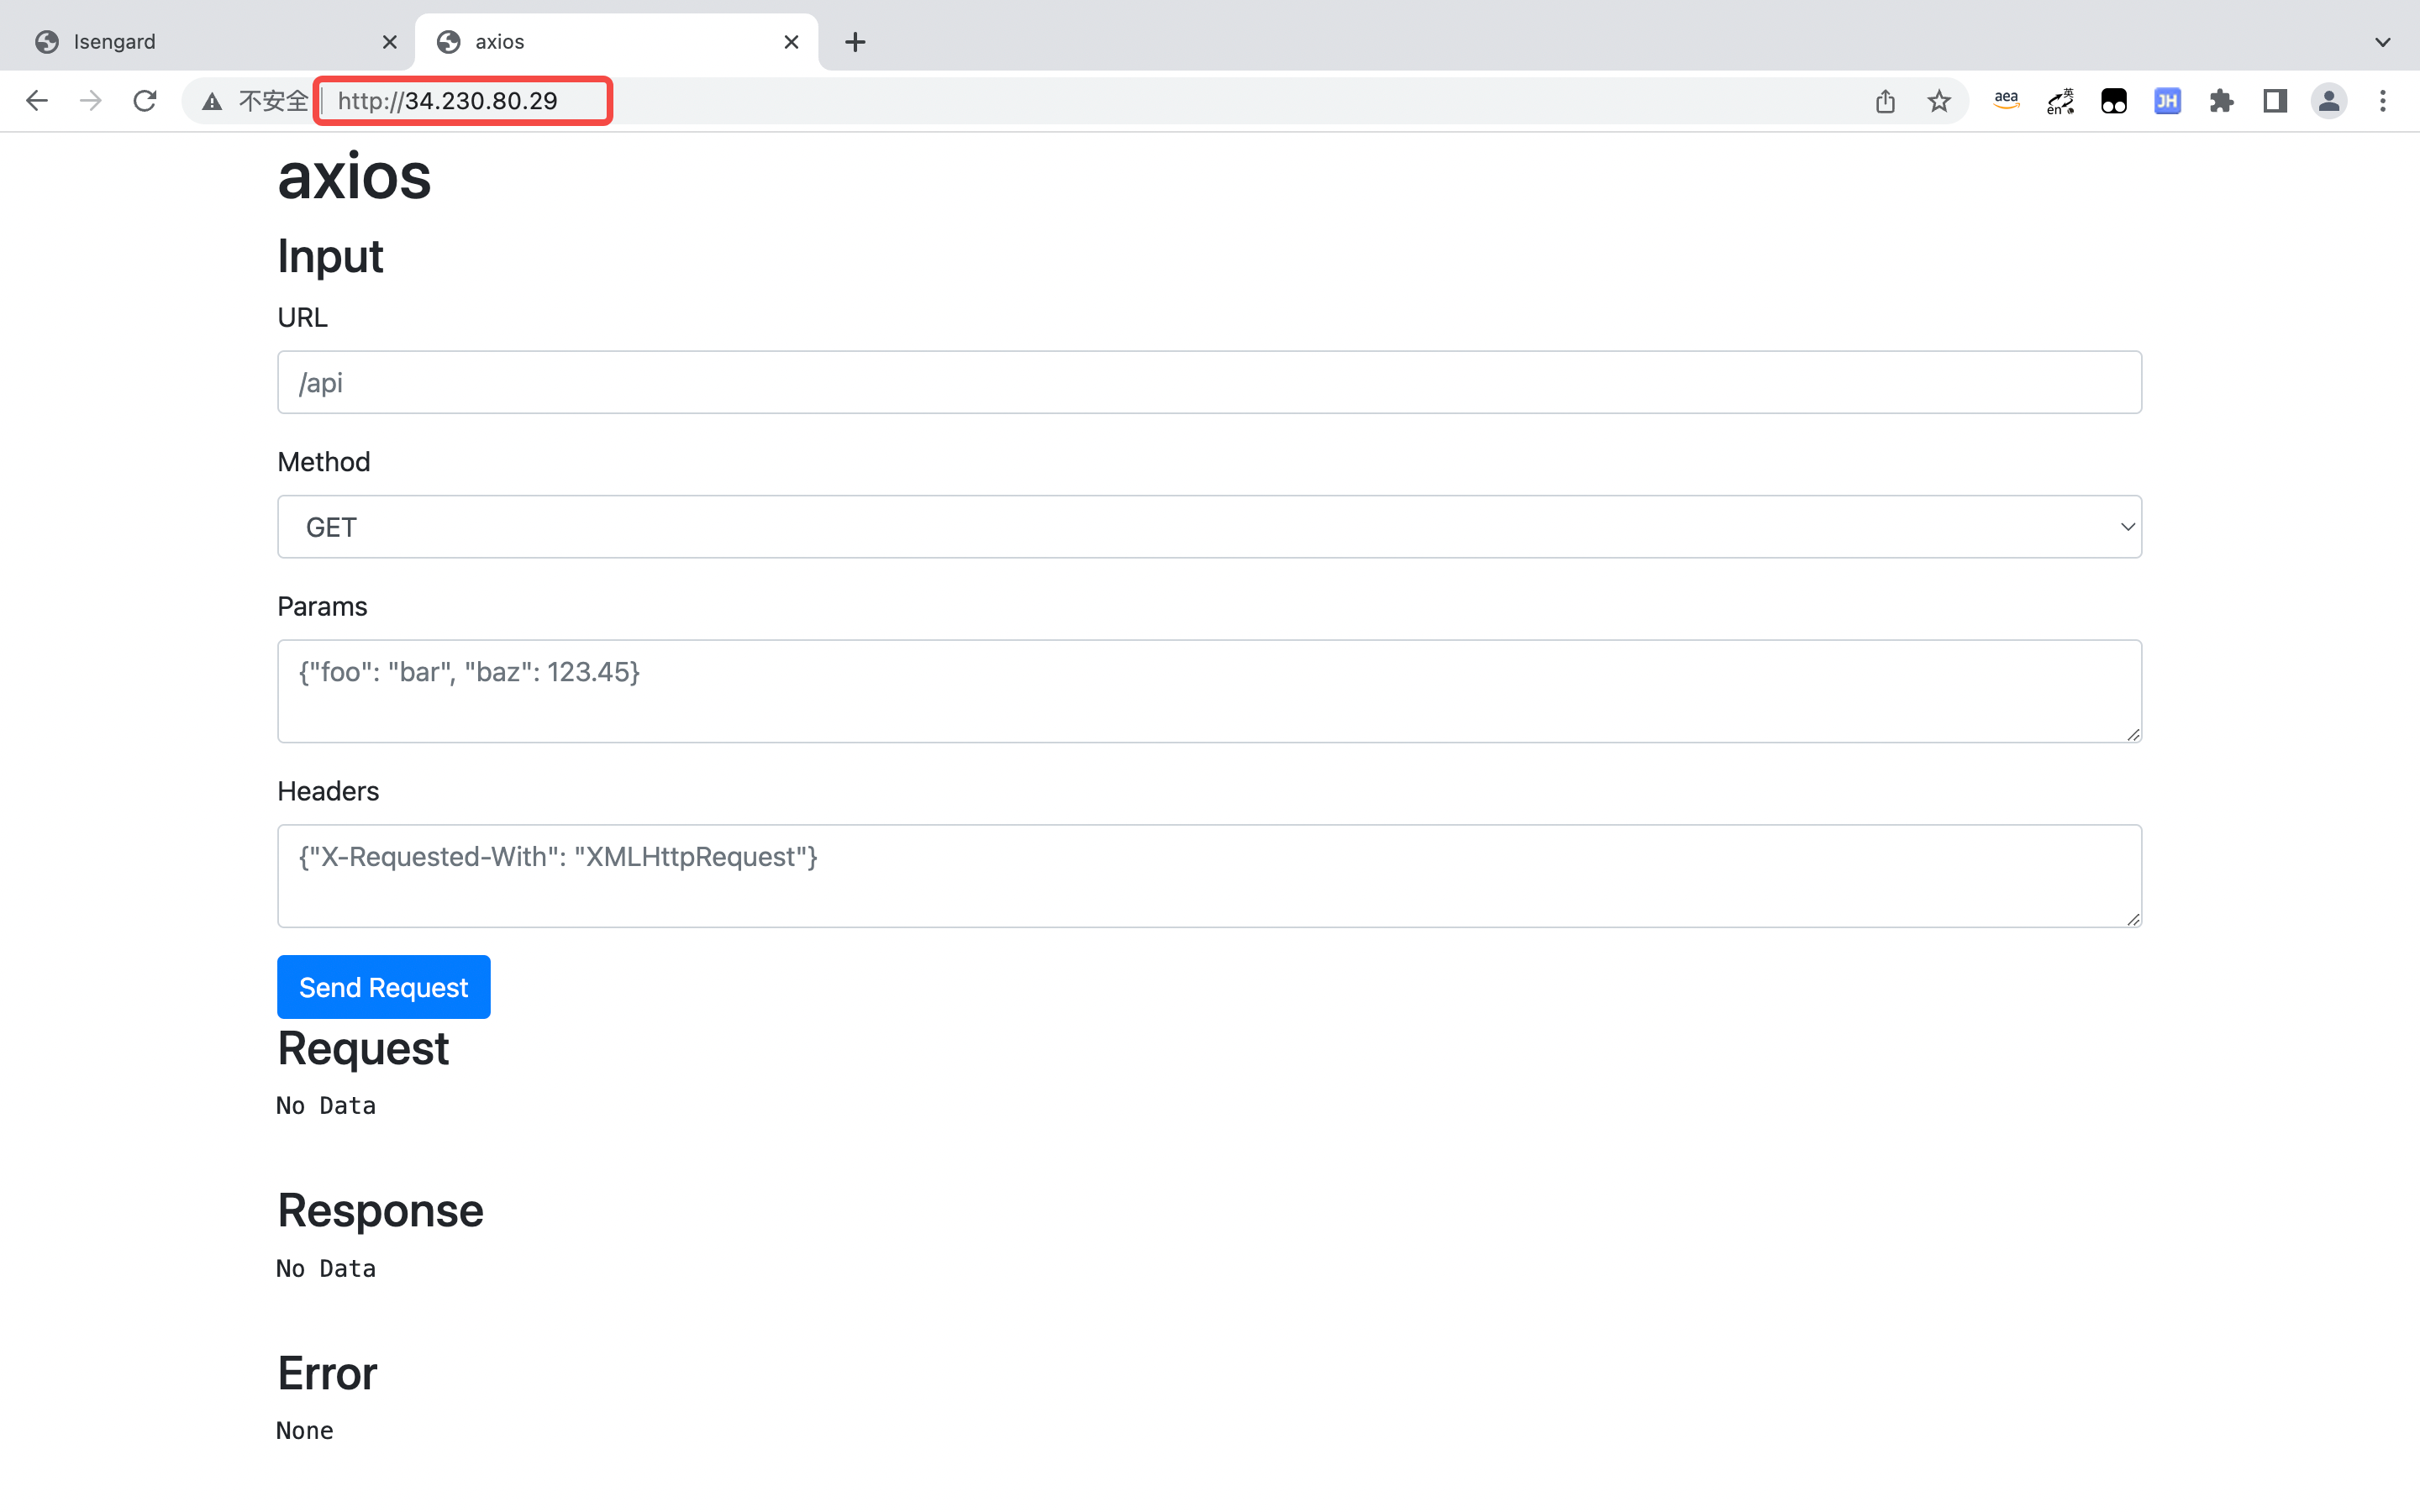 Isengard
axios
不安全 http://34.230.80.29
aea
英
en
JH
axios
Input
URL
/api
Method
GET
Params
{"foo": "bar", "baz": 123.45}
Headers
{"X-Requested-With": "XMLHttpRequest"}
Send Request
Request
No Data
Response
No Data
Error
None